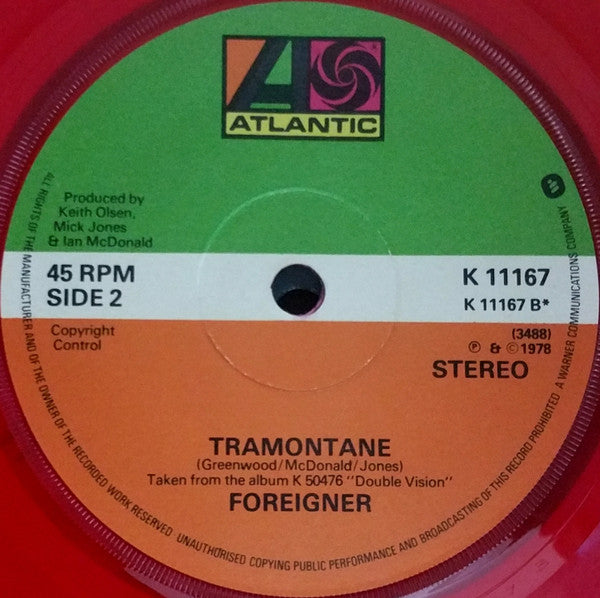 ATLANTIC
Produced by
Keith Olsen,
Mick Jones
& Ian McDonald
45 RPM
SIDE 2
K 11167
K 11167 B*
Copyright
Control
(3488)
℗ & © 1978
STEREO
TRAMONTANE
(Greenwood/McDonald/Jones)
Taken from the album K 50476 "Double Vision"
FOREIGNER
ALL RIGHTS OF THE MANUFACTURER AND OF THE OWNER OF THE RECORDED WORK RESERVED UNAUTHORISED COPYING PUBLIC PERFORMANCE AND BROADCASTING OF THIS RECORD PROHIBITED A WARNER COMMUNICATIONS COMPANY